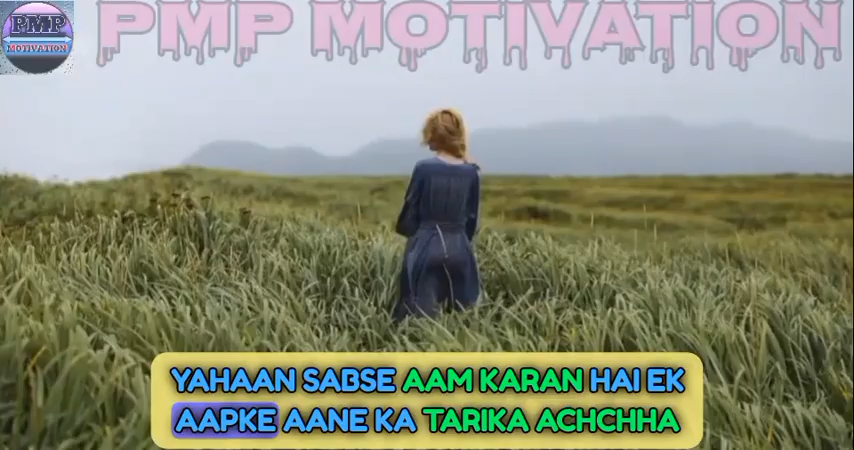 PMP
MOTIVATION
PMP MOTIVATION
YAHAAN SABSE AAM KARAN HAI EK
AAPKE AANE KA TARIKA ACHCHHA